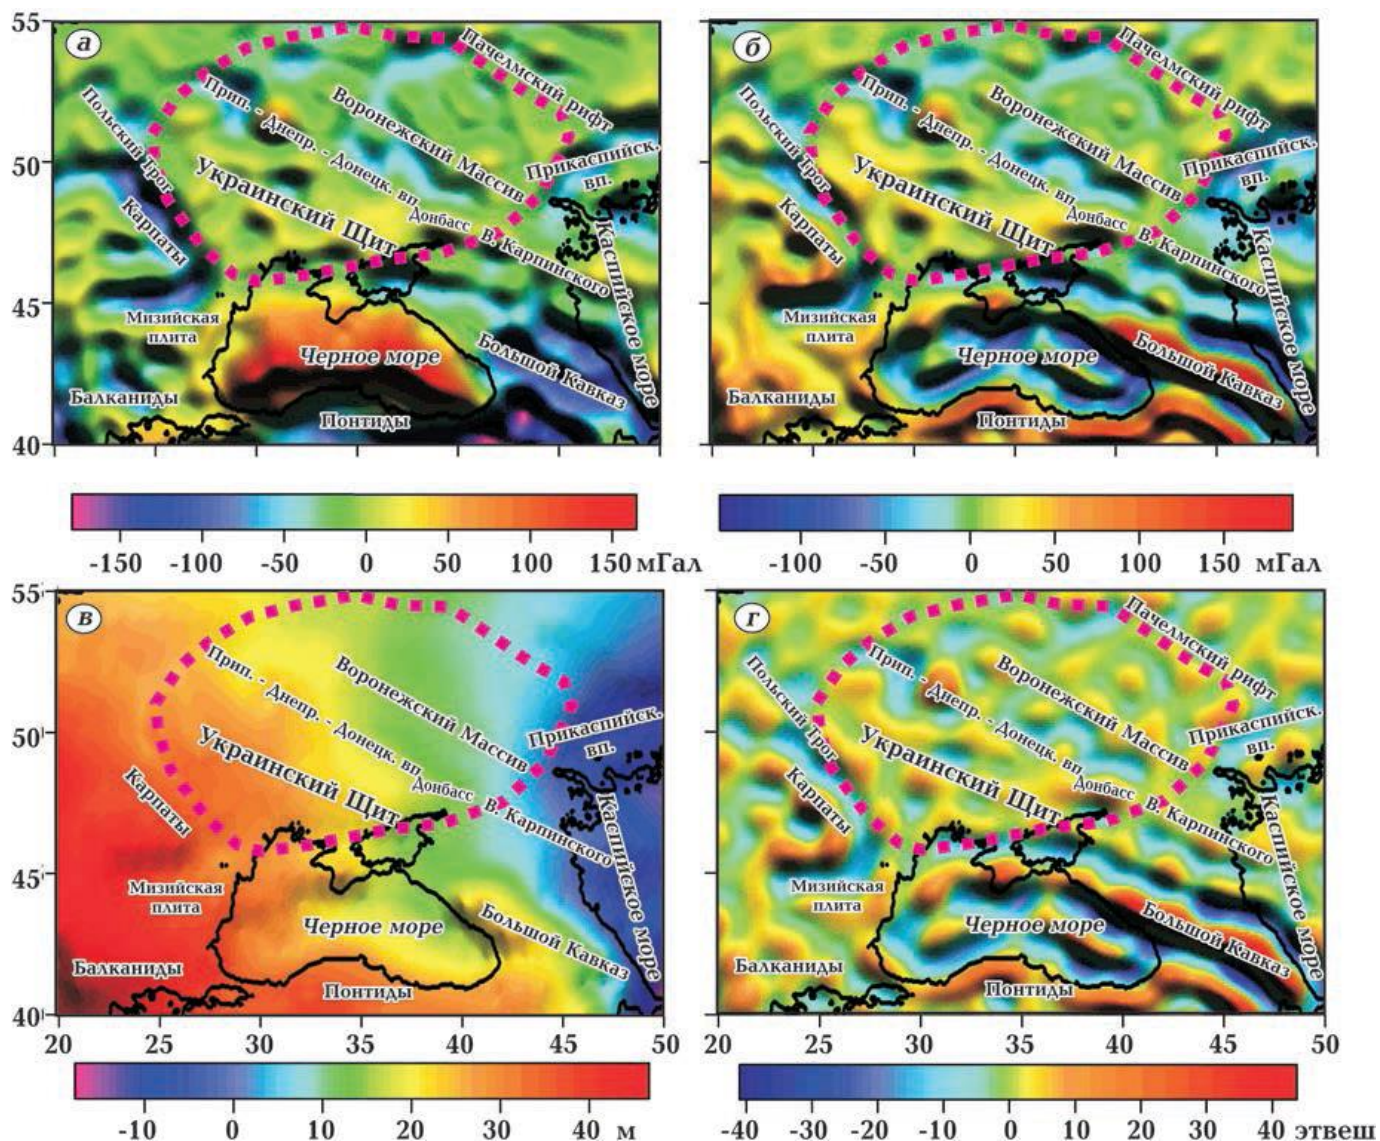 55
а
Пачелмский рифт
Польский Трог
Прип. - Днепр. - Донецк. вп.
Воронежский Массив
50
Прикаспийск.
вп.
Украинский Щит
Карпаты
Донбасс
В. Карпинского
Каспийское море
45
Мизийская
плита
Черное море
Большой Кавказ
Балканиды
Понтиды
40
-150 -100 -50 0 50 100 150 мГал
б
Пачелмский рифт
Польский Трог
Прип. - Днепр. - Донецк. вп.
Воронежский Массив
Прикаспийск.
вп.
Украинский Щит
Карпаты
Донбасс
В. Карпинского
Каспийское море
Мизийская
плита
Черное море
Большой Кавказ
Балканиды
Понтиды
-100 -50 0 50 100 150 мГал
55
в
Прип. - Днепр. - Донецк. вп.
Воронежский Массив
50
Прикаспийск.
вп.
Украинский Щит
Карпаты
Донбасс
В. Карпинского
Каспийское море
45
Мизийская
плита
Черное море
Большой Кавказ
Балканиды
Понтиды
40
20 25 30 35 40 45 50
-10 0 10 20 30 40 м
г
Пачелмский рифт
Польский Трог
Прип. - Днепр. - Донецк. вп.
Воронежский Массив
Прикаспийск.
вп.
Украинский Щит
Карпаты
Донбасс
В. Карпинского
Каспийское море
Мизийская
плита
Черное море
Большой Кавказ
Балканиды
Понтиды
20 25 30 35 40 45 50
-40 -30 -20 -10 0 10 20 30 40 этвеш